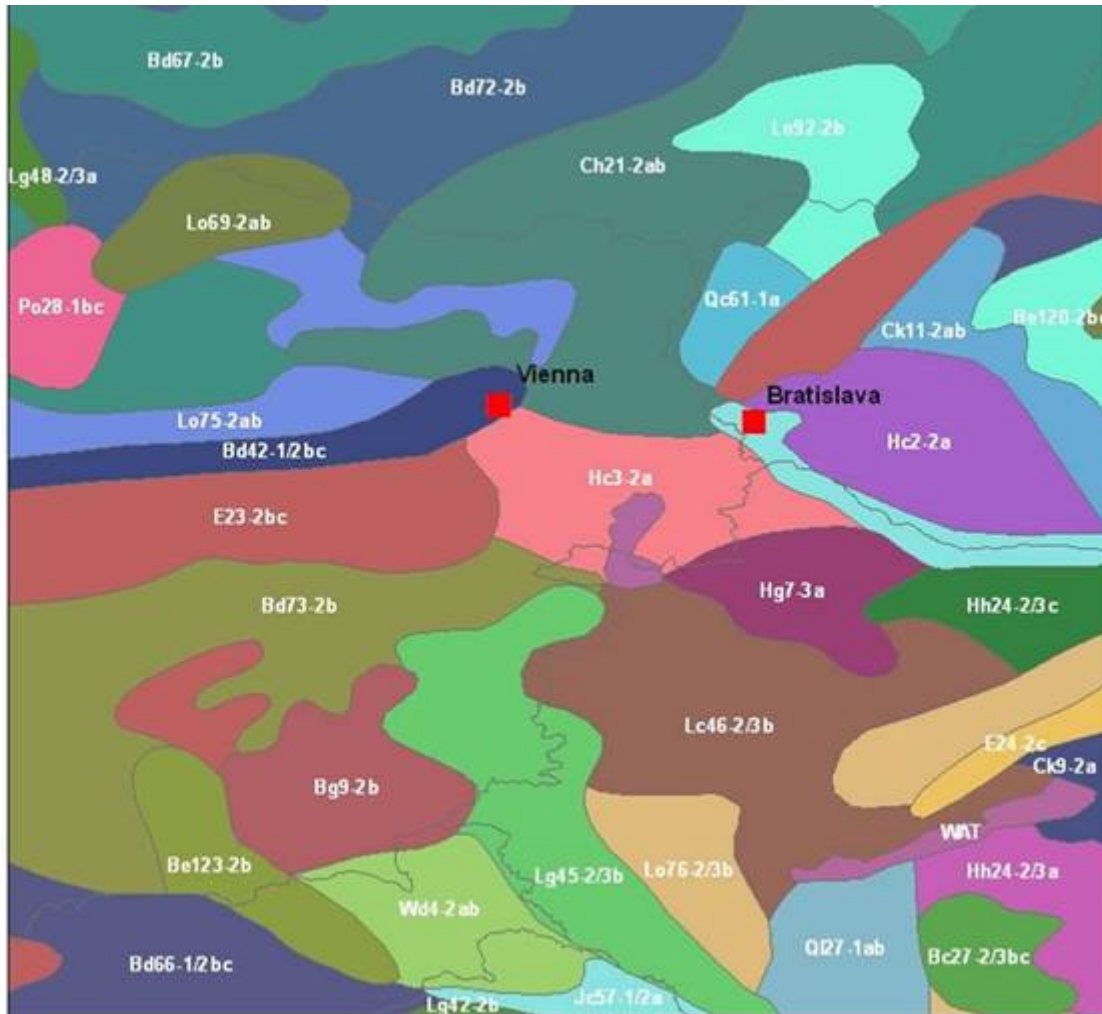 Bd67-2b
Bd72-2b
Lo92-2b
Ch21-2ab
Lg48-2/3a
Lo69-2ab
Po28-1bc
Qc61-1a
Be120-2bc
Ck11-2ab
Vienna
Bratislava
Lo75-2ab
Bd42-1/2bc
Hc2-2a
Hc3-2a
E23-2bc
Hg7-3a
Bd73-2b
Hh24-2/3c
Lc46-2/3b
E24-2c
Ck9-2a
Bg9-2b
WAT
Be123-2b
Lg45-2/3b
Lo76-2/3b
Hh24-2/3a
Wd4-2ab
Ql27-1ab
Bc27-2/3bc
Bd66-1/2bc
Lg42-2b
Jc57-1/2a